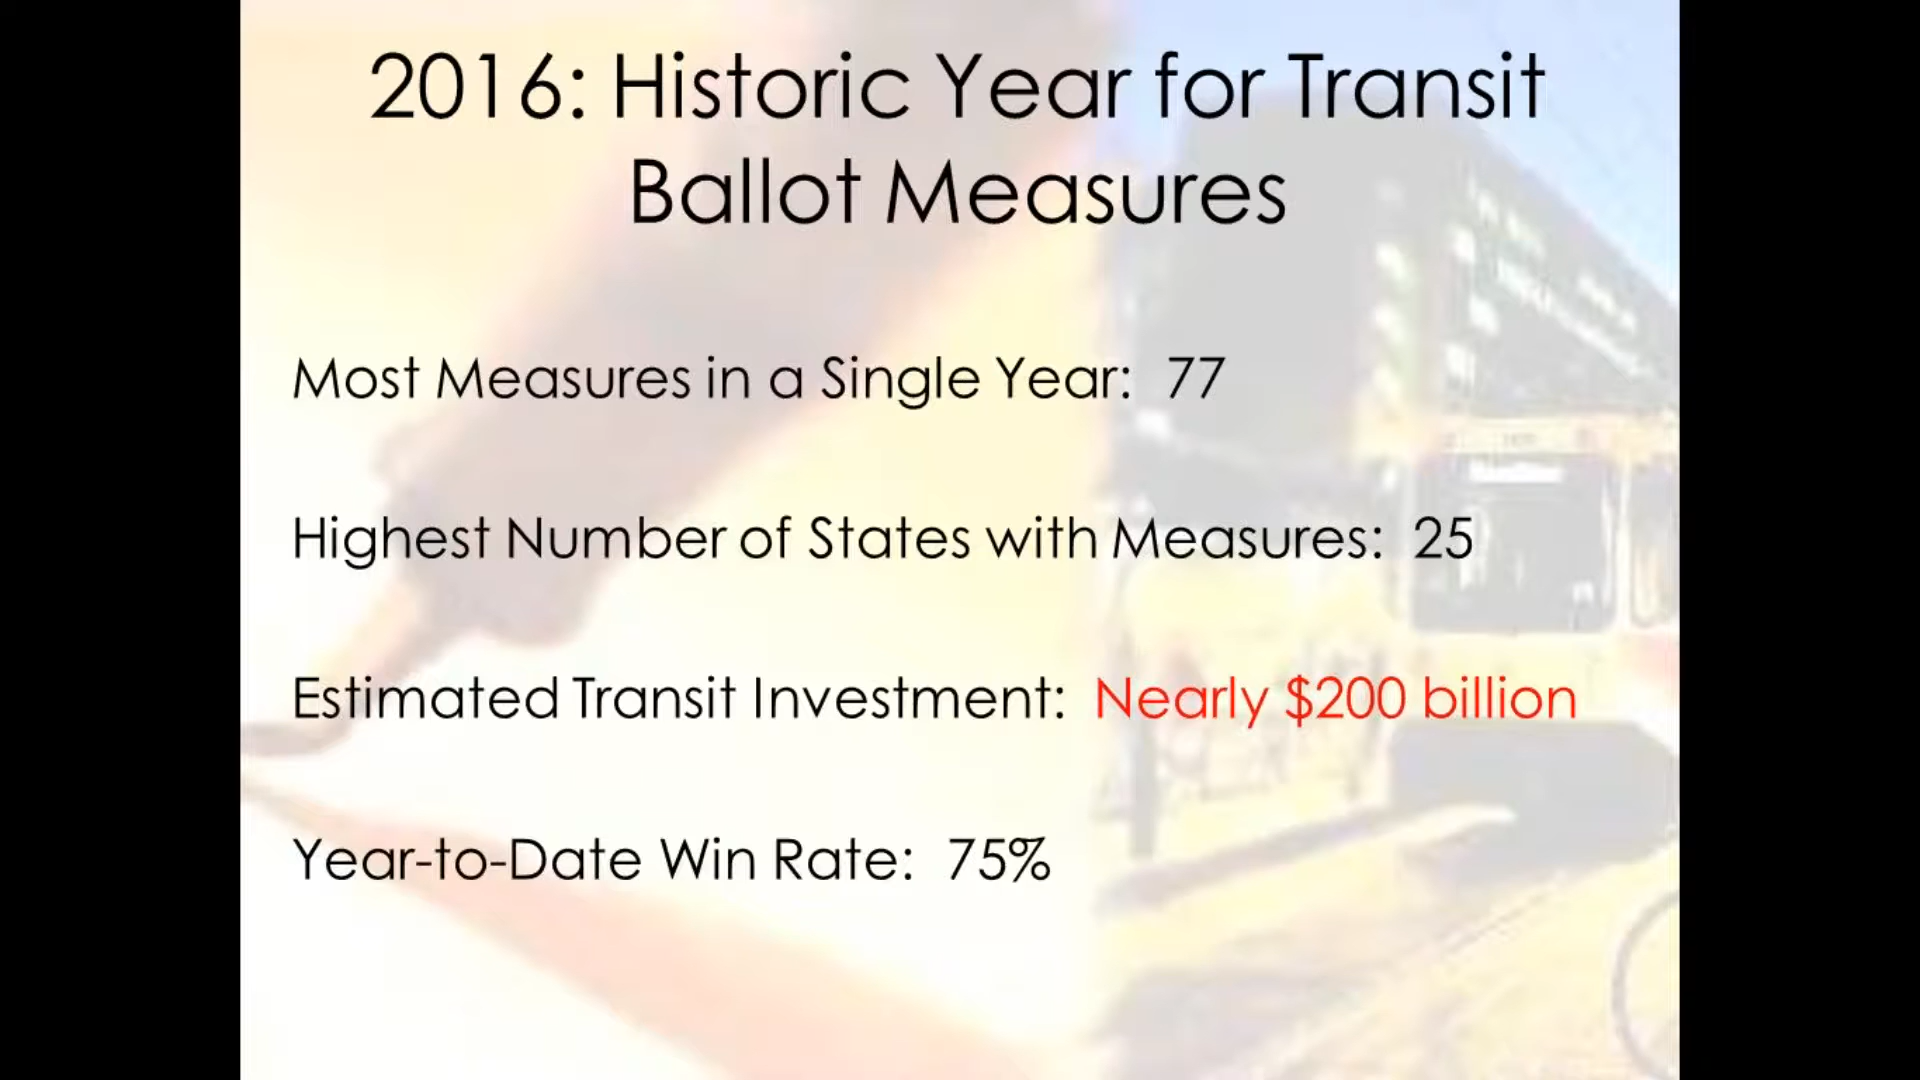 2016: Historic Year for Transit
Ballot Measures
Most Measures in a Single Year: 77
Highest Number of States with Measures: 25
Estimated Transit Investment: Nearly $200 billion
Year-to-Date Win Rate: 75%